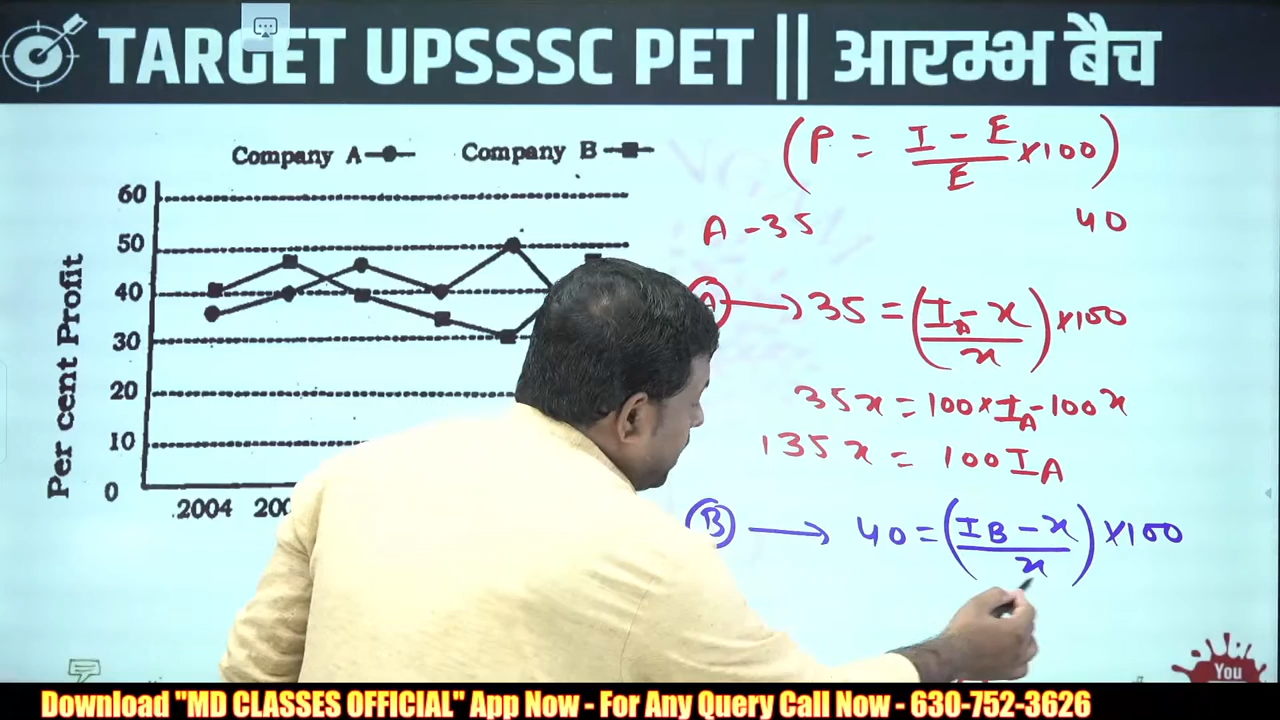 TARGET UPSSSC PET || आरम्भ बैच
Company A Company B
60
50
40
30
20
10
0
Per cent Profit
2004 200
(P = I - E / E × 100)
A - 35 40
(A) → 35 = (I_A - x / x) × 100
35x = 100 × I_A - 100x
135x = 100 I_A
(B) → 40 = (I B - x / x) × 100
You
Download "MD CLASSES OFFICIAL" App Now - For Any Query Call Now - 630-752-3626